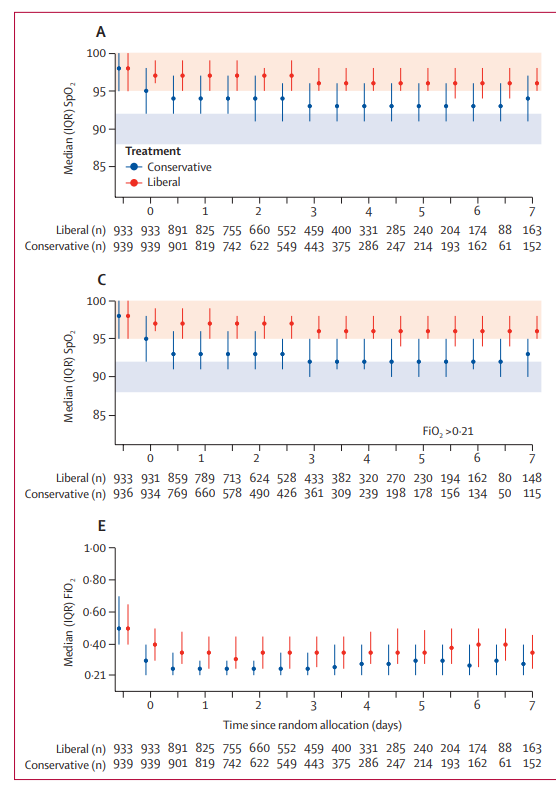 A
100
95
90
85
Median (IQR) SpO₂
Treatment
Conservative
Liberal
0 1 2 3 4 5 6 7
Liberal (n) 933 933 891 825 755 660 552 459 400 331 285 240 204 174 88 163
Conservative (n) 939 939 901 819 742 622 549 443 375 286 247 214 193 162 61 152
C
100
95
90
85
Median (IQR) SpO₂
FiO₂ >0·21
0 1 2 3 4 5 6 7
Liberal (n) 933 931 859 789 713 624 528 433 382 320 270 230 194 162 80 148
Conservative (n) 936 934 769 660 578 490 426 361 309 239 198 178 156 134 50 115
E
1·00
0·80
0·60
0·40
0·21
Median (IQR) FiO₂
0 1 2 3 4 5 6 7
Time since random allocation (days)
Liberal (n) 933 933 891 825 755 660 552 459 400 331 285 240 204 174 88 163
Conservative (n) 939 939 901 819 742 622 549 443 375 286 247 214 193 162 61 152